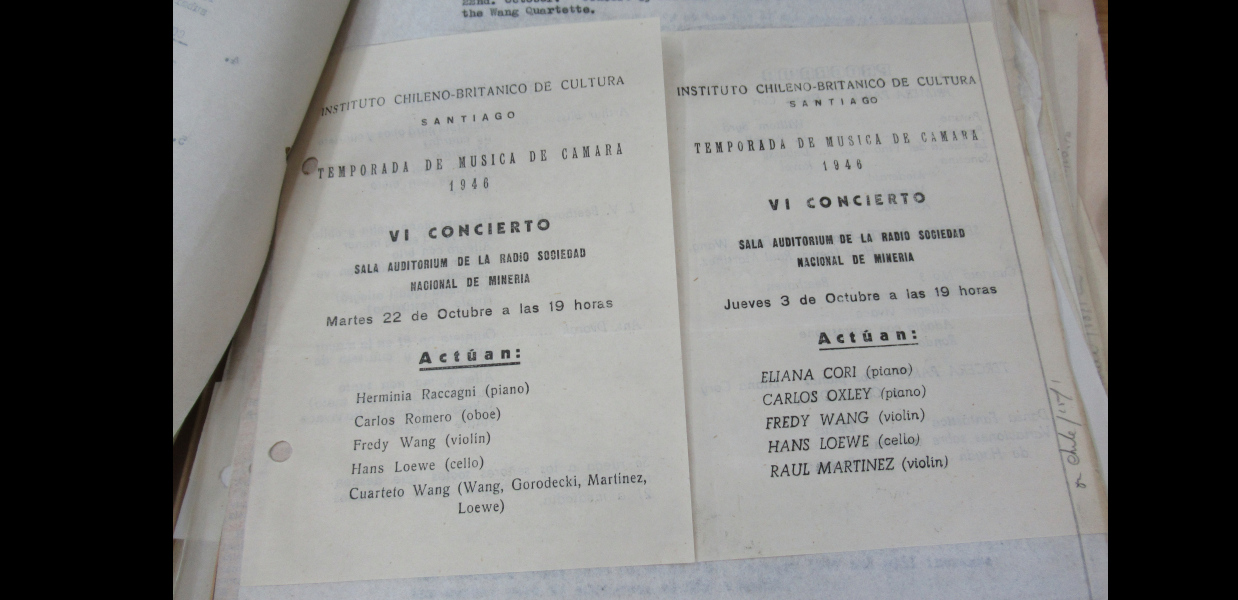 the Wang Quartette.
INSTITUTO CHILENO-BRITANICO DE CULTURA
SANTIAGO
TEMPORADA DE MUSICA DE CAMARA
1946
VI CONCIERTO
SALA AUDITORIUM DE LA RADIO SOCIEDAD
NACIONAL DE MINERIA
Martes 22 de Octubre a las 19 horas
Actúan:
Herminia Raccagni (piano)
Carlos Romero (oboe)
Fredy Wang (violin)
Hans Loewe (cello)
Cuarteto Wang (Wang, Gorodecki, Martinez,
Loewe)
INSTITUTO CHILENO-BRITANICO DE CULTURA
SANTIAGO
TEMPORADA DE MUSICA DE CAMARA
1946
VI CONCIERTO
SALA AUDITORIUM DE LA RADIO SOCIEDAD
NACIONAL DE MINERIA
Jueves 3 de Octubre a las 19 horas
Actúan:
ELIANA CORI (piano)
CARLOS OXLEY (piano)
FREDY WANG (violin)
HANS LOEWE (cello)
RAUL MARTINEZ (violin)